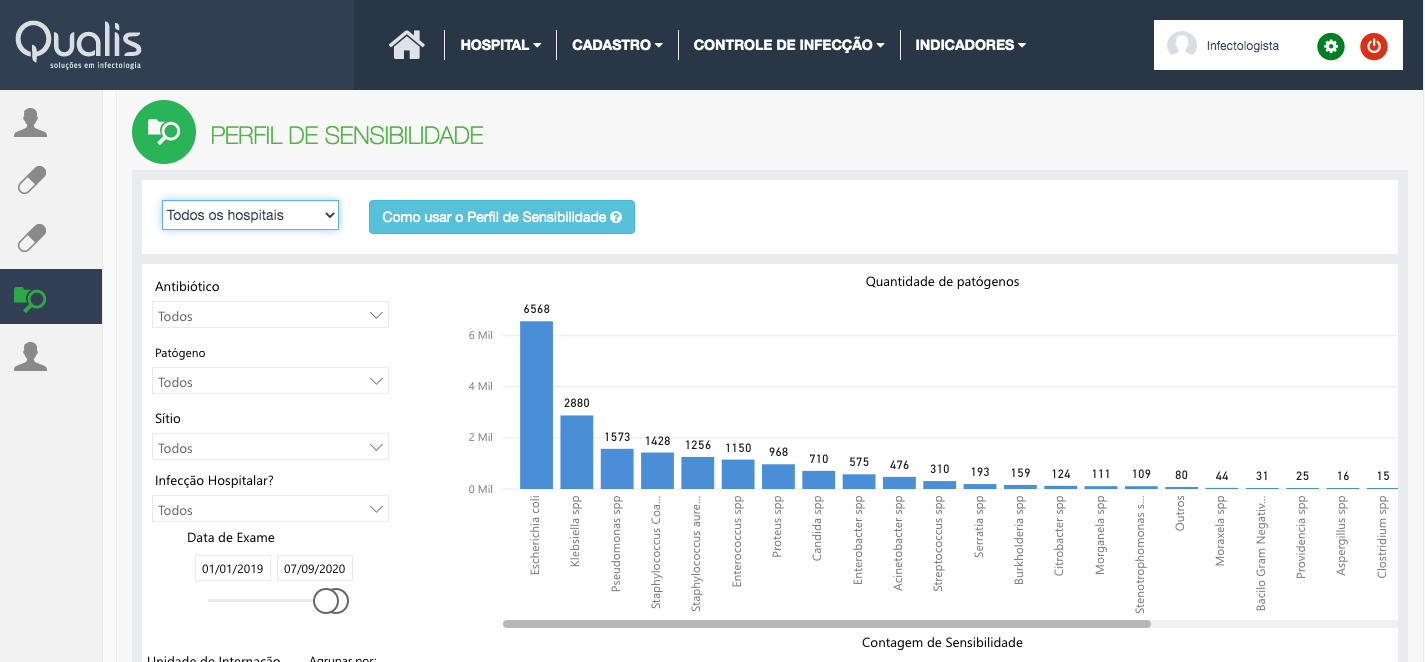 Qualis
soluções em infectologia
HOSPITAL
CADASTRO
CONTROLE DE INFECÇÃO
INDICADORES
Infectologista
PERFIL DE SENSIBILIDADE
Todos os hospitais
Como usar o Perfil de Sensibilidade
Antibiótico
Todos
Patógeno
Todos
Sítio
Todos
Infecção Hospitalar?
Todos
Data de Exame
01/01/2019 07/09/2020
Unidade de Internação Agrupar por:
Quantidade de patógenos
6 Mil
4 Mil
2 Mil
0 Mil
6568
2880
1573
1428
1256
1150
968
710
575
476
310
193
159
124
111
109
80
44
31
25
16
15
Escherichia coli
Klebsiella spp
Pseudomonas spp
Staphylococcus Coa...
Staphylococcus aure...
Enterococcus spp
Proteus spp
Candida spp
Enterobacter spp
Acinetobacter spp
Streptococcus spp
Serratia spp
Burkholderia spp
Citrobacter spp
Morganela spp
Stenotrophomonas s...
Outros
Moraxela spp
Bacilo Gram Negativ...
Providencia spp
Aspergillus spp
Clostridium spp
Contagem de Sensibilidade